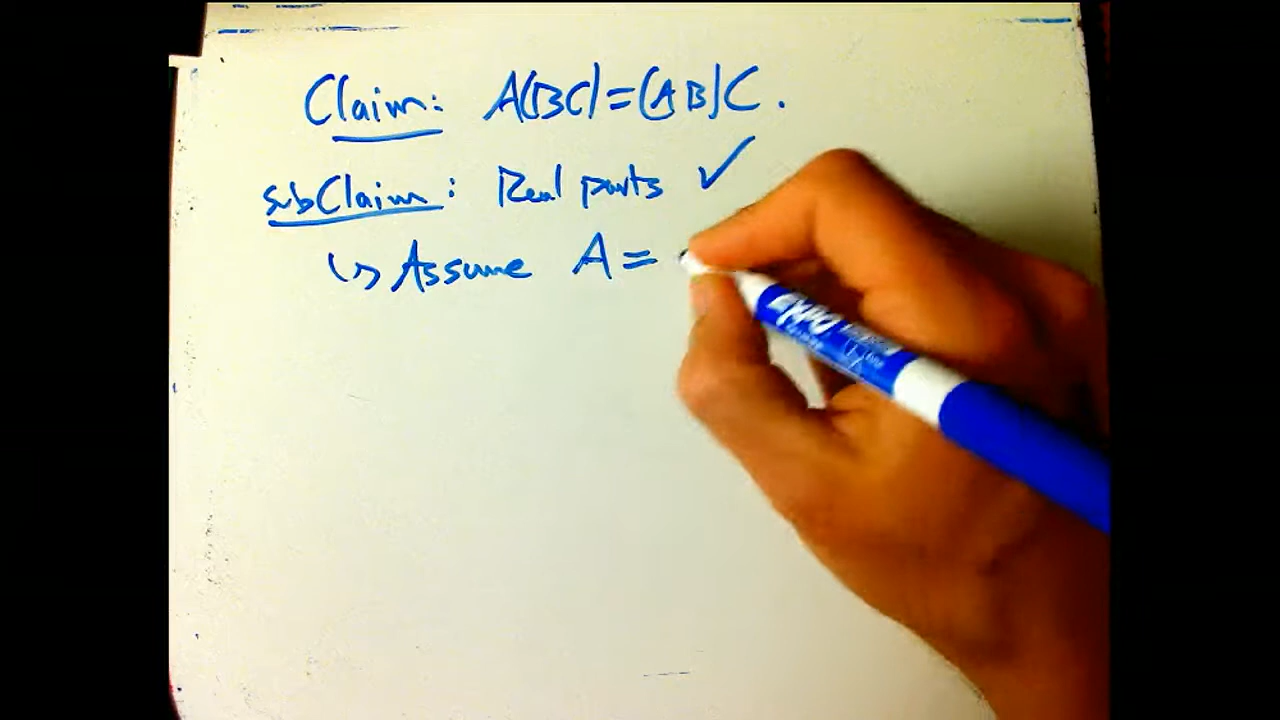 Claim: A(BC)=(AB)C.
subClaim: Real parts ✓
↳ Assume A=